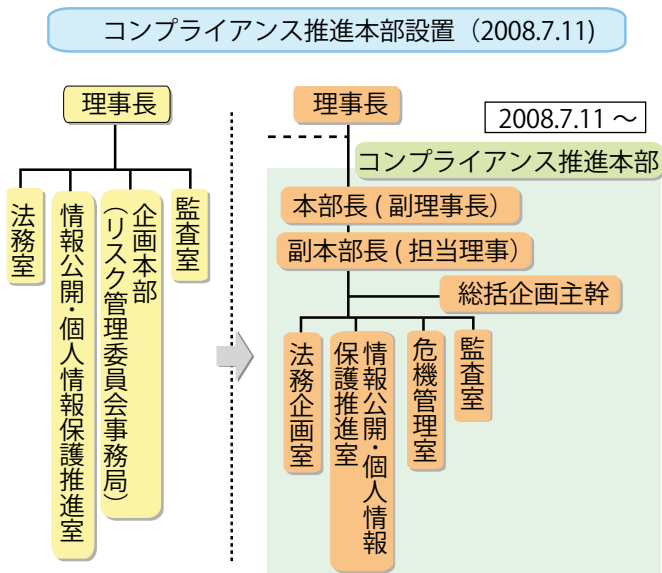 コンプライアンス推進本部設置（2008.7.11)
理事長
法務室
情報公開・個人情報保護推進室
企画本部
（リスク管理委員会事務局）
監査室
理事長
2008.7.11 ～
コンプライアンス推進本部
本部長 ( 副理事長）
副本部長 ( 担当理事）
総括企画主幹
法務企画室
情報公開・個人情報
保護推進室
危機管理室
監査室